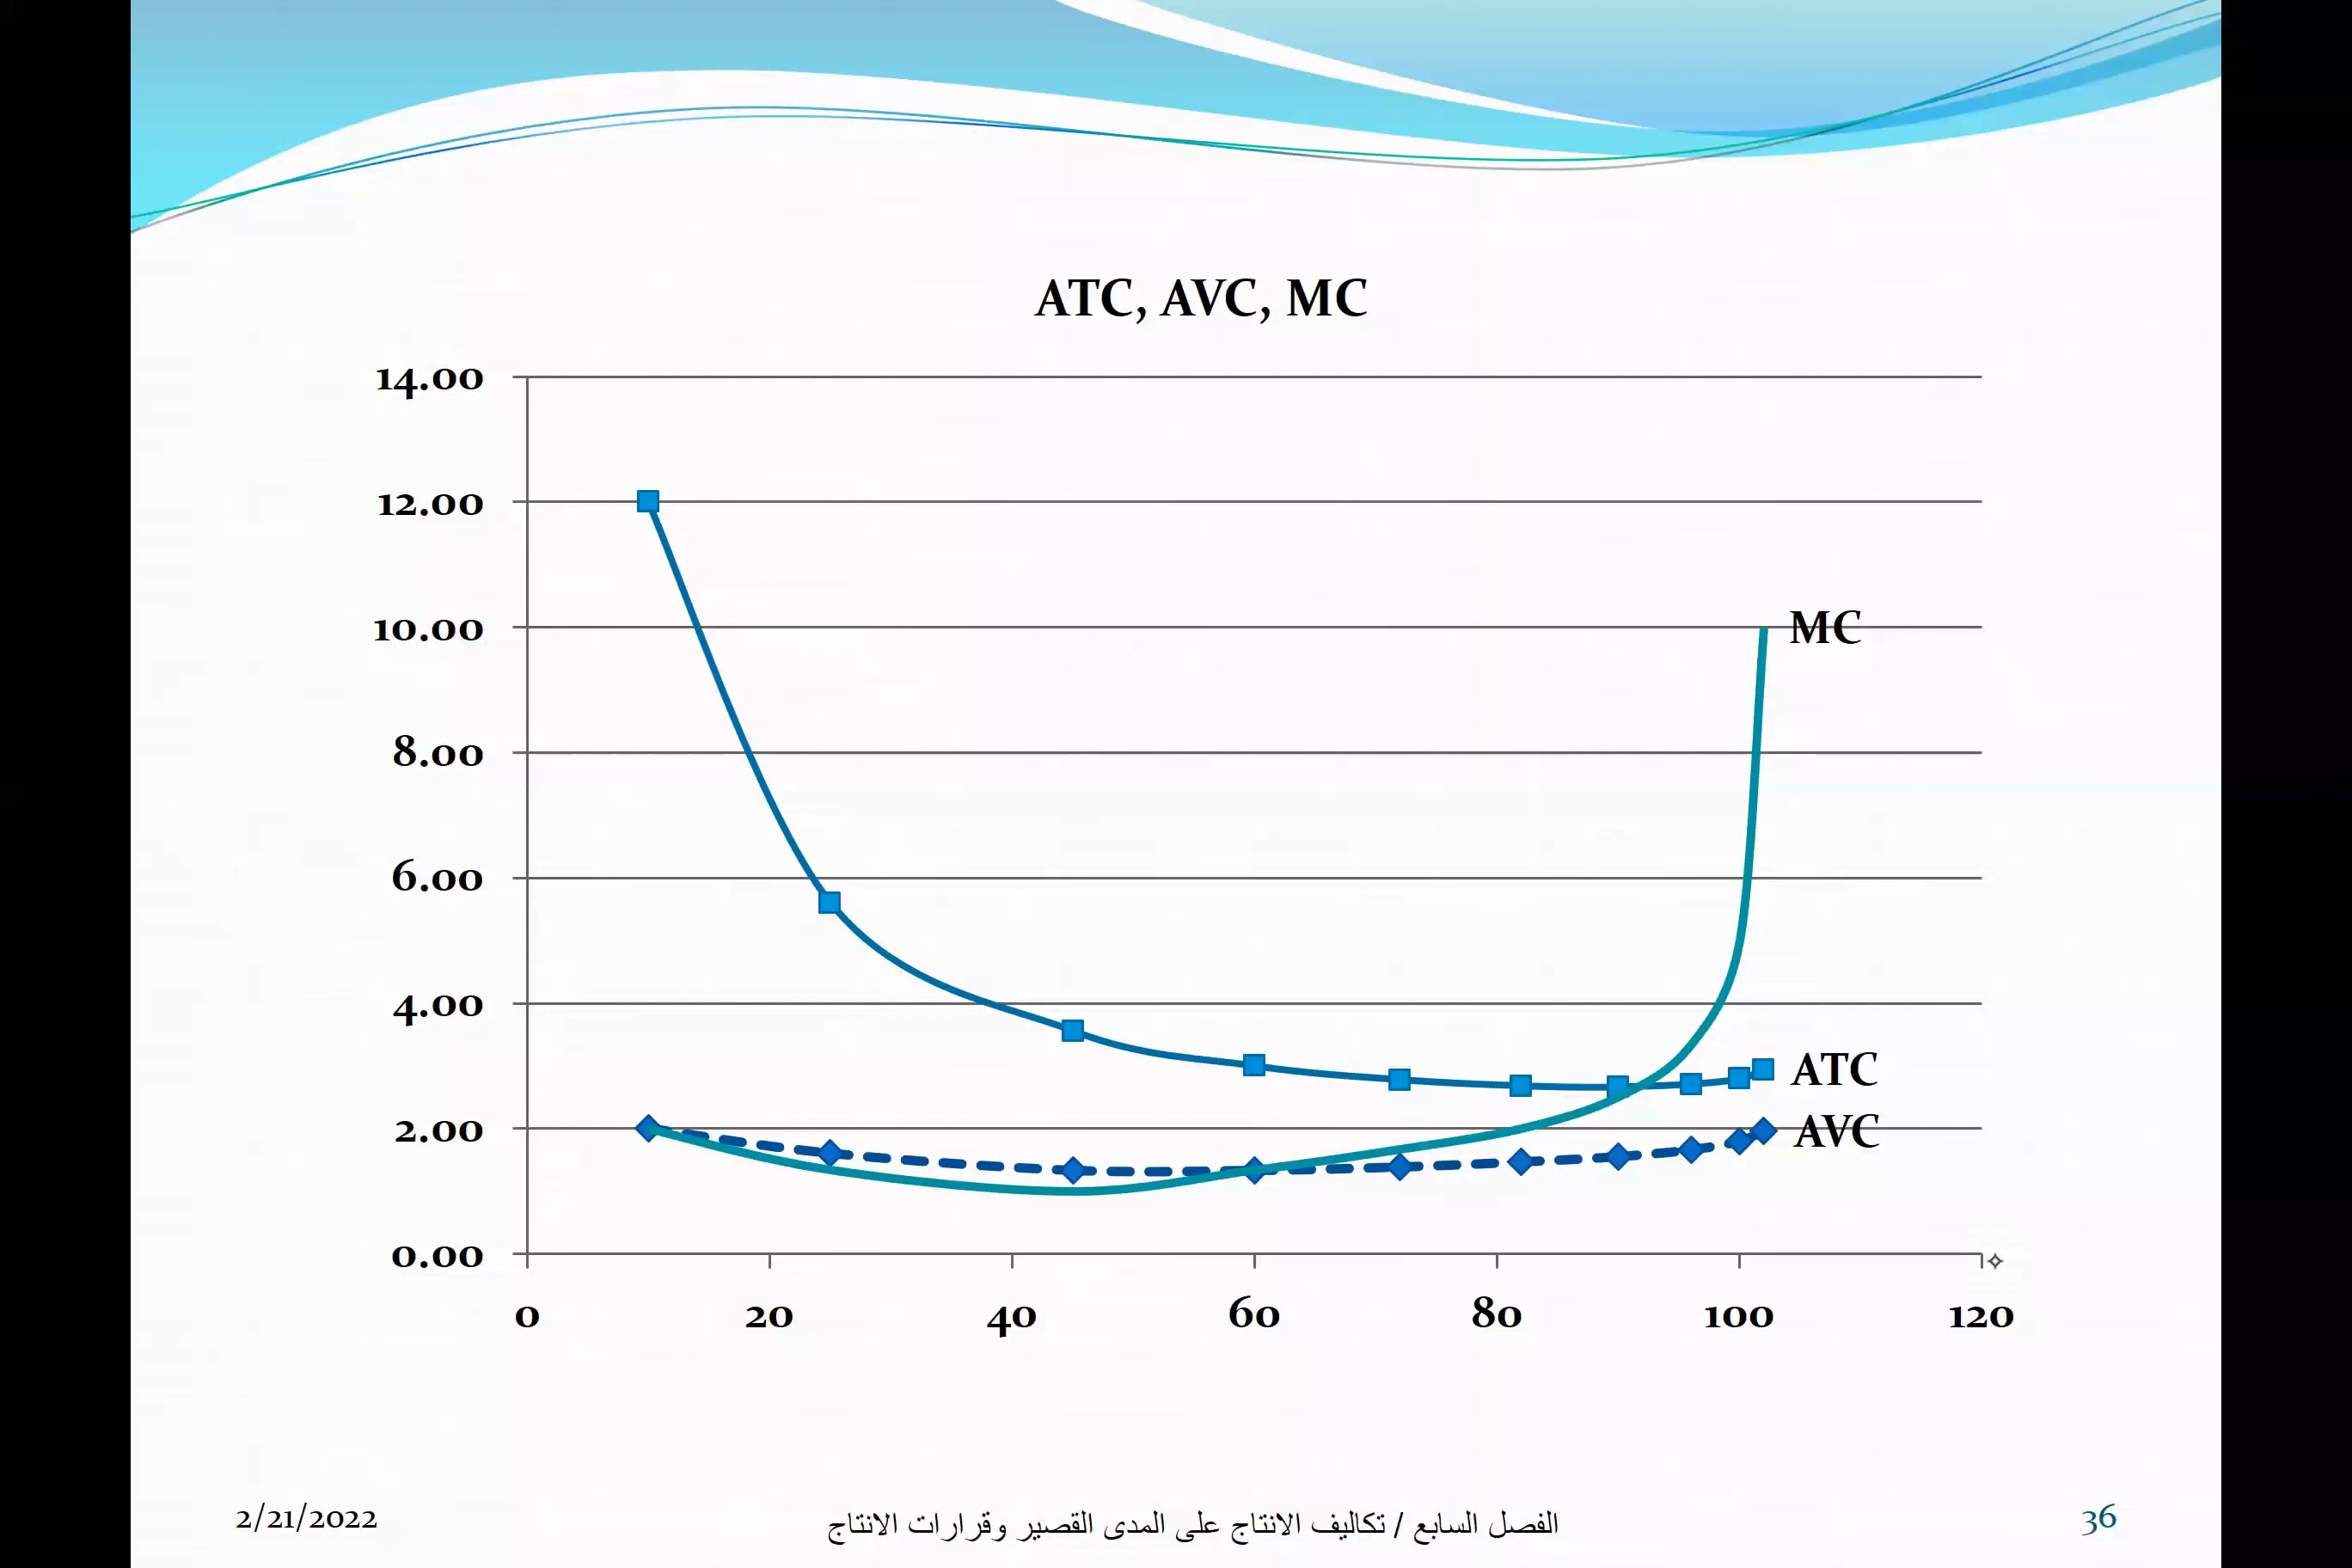 ATC, AVC, MC
14.00
12.00
10.00
8.00
6.00
4.00
2.00
0.00
MC
ATC
AVC
0 20 40 60 80 100 120
2/21/2022
الفصل السابع / تكاليف الانتاج على المدى القصير وقرارات الانتاج
36